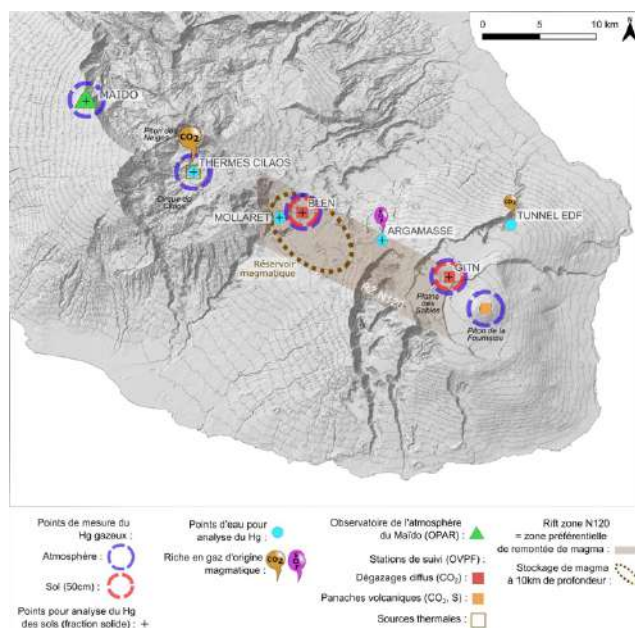 0 5 10 km
N
MAÏDO
Piton des
Neiges
CO2
THERMES CILAOS
Cirque de
Cilaos
BLEN
MOLLARET
CO2
TUNNEL EDF
ARGAMASSE
Réservoir
magmatique
GITN
RZ N120
Plaine
des
Sables
Piton de la
Fournaise
Points de mesure du
Hg gazeux :
Atmosphère :
Sol (50cm) :
Points pour analyse du Hg
des sols (fraction solide) : +
Points d'eau pour
analyse du Hg :
Riche en gaz d'origine
magmatique :
CO2
Observatoire de l'atmosphère
du Maïdo (OPAR) :
Stations de suivi (OVPF) :
Dégazages diffus (CO₂) :
Panaches volcaniques (CO₂, S) :
Sources thermales :
Rift zone N120
= zone préférentielle
de remontée de magma :
Stockage de magma
à 10km de profondeur :